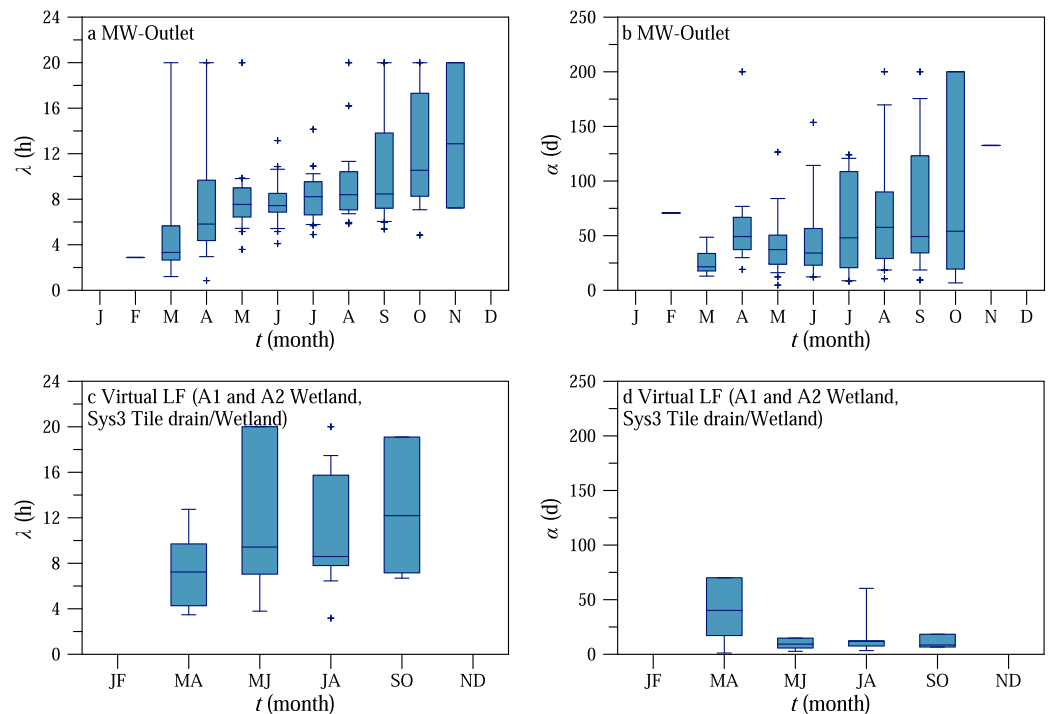 a MW-Outlet
24
20
16
12
8
4
0
λ (h)
J F M A M J J A S O N D
t (month)
b MW-Outlet
250
200
150
100
50
0
α (d)
J F M A M J J A S O N D
t (month)
c Virtual LF (A1 and A2 Wetland,
Sys3 Tile drain/Wetland)
24
20
16
12
8
4
0
λ (h)
JF MA MJ JA SO ND
t (month)
d Virtual LF (A1 and A2 Wetland,
Sys3 Tile drain/Wetland)
250
200
150
100
50
0
α (d)
JF MA MJ JA SO ND
t (month)